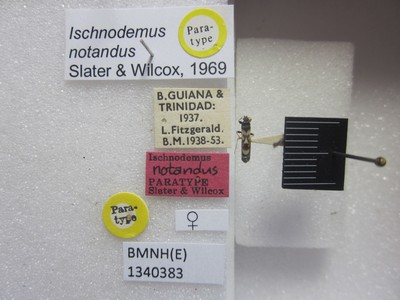 Ischnodemus
notandus
Slater & Wilcox, 1969
Para-
type
B.GUIANA &
TRINIDAD:
1937.
L.Fitzgerald.
B.M.1938-53.
Ischnodemus
notandus
PARATYPE
Slater & Wilcox
Para-
type
♀
BMNH(E)
1340383